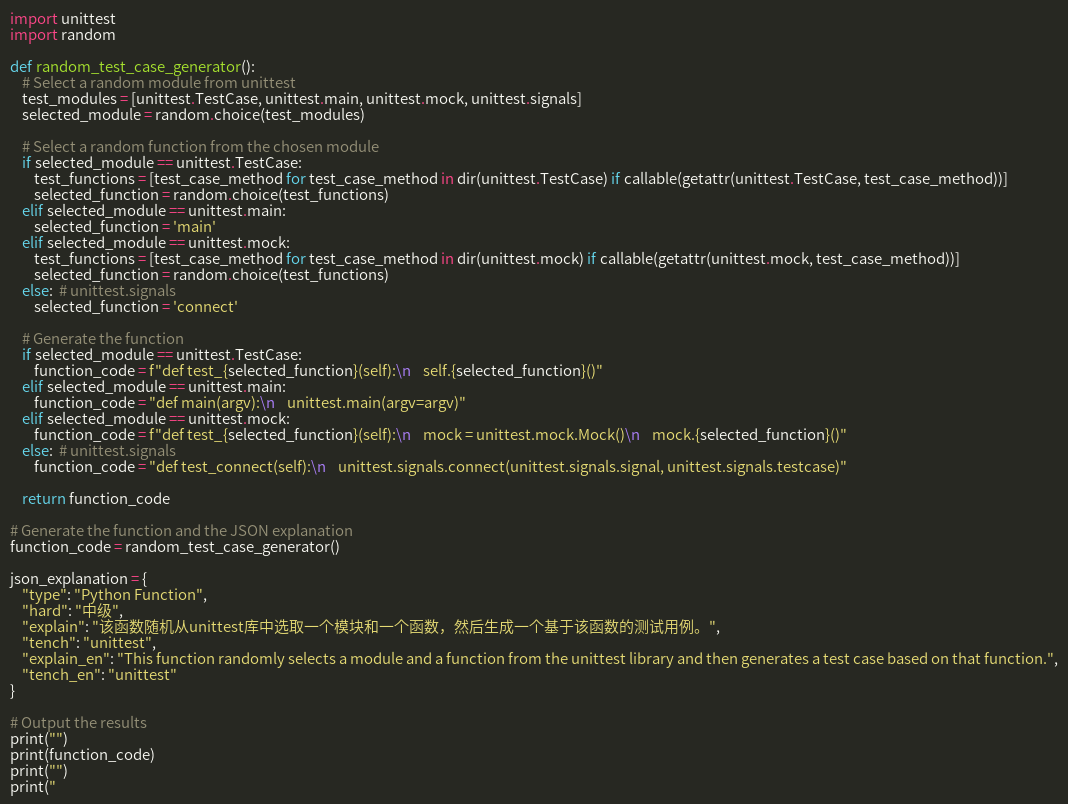 import unittest
import random
def random_test_case_generator():
# Select a random module from unittest
test_modules = [unittest.TestCase, unittest.main, unittest.mock, unittest.signals]
selected_module = random.choice(test_modules)
# Select a random function from the chosen module
if selected_module == unittest.TestCase:
test_functions = [test_case_method for test_case_method in dir(unittest.TestCase) if callable(getattr(unittest.TestCase, test_case_method))]
selected_function = random.choice(test_functions)
elif selected_module == unittest.main:
selected_function = 'main'
elif selected_module == unittest.mock:
test_functions = [test_case_method for test_case_method in dir(unittest.mock) if callable(getattr(unittest.mock, test_case_method))]
selected_function = random.choice(test_functions)
else:  # unittest.signals
selected_function = 'connect'
# Generate the function
if selected_module == unittest.TestCase:
function_code = f"def test_{selected_function}(self):\n    self.{selected_function}()"
elif selected_module == unittest.main:
function_code = "def main(argv):\n    unittest.main(argv=argv)"
elif selected_module == unittest.mock:
function_code = f"def test_{selected_function}(self):\n    mock = unittest.mock.Mock()\n    mock.{selected_function}()"
else:  # unittest.signals
function_code = "def test_connect(self):\n    unittest.signals.connect(unittest.signals.signal, unittest.signals.testcase)"
return function_code
# Generate the function and the JSON explanation
function_code = random_test_case_generator()
json_explanation = {
"type": "Python Function",
"hard": "中级",
"explain": "该函数随机从unittest库中选取一个模块和一个函数，然后生成一个基于该函数的测试用例。",
"tench": "unittest",
"explain_en": "This function randomly selects a module and a function from the unittest library and then generates a test case based on that function.",
"tench_en": "unittest"
}
# Output the results
print("")
print(function_code)
print("")
print("